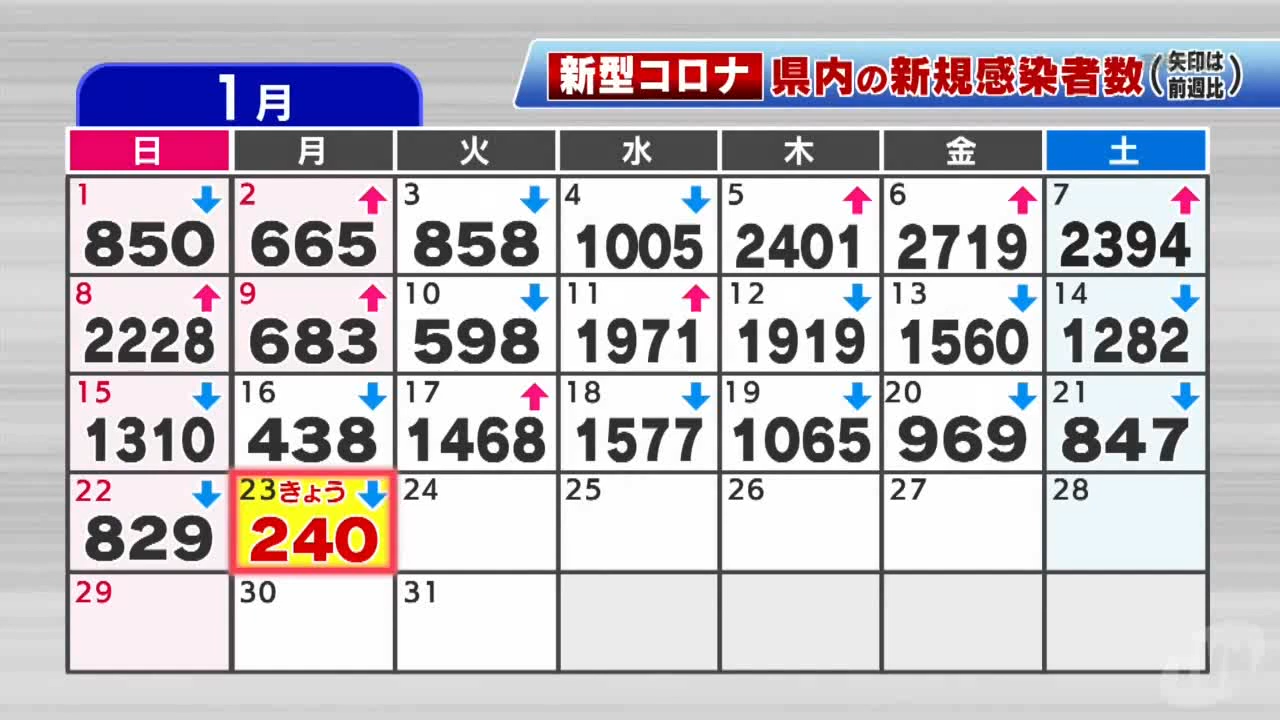 新型コロナ 県内の新規感染者数(矢印は前週比)
1月
日 月 火 水 木 金 土
1 2 3 4 5 6 7
850 665 858 1005 2401 2719 2394
8 9 10 11 12 13 14
2228 683 598 1971 1919 1560 1282
15 16 17 18 19 20 21
1310 438 1468 1577 1065 969 847
22 23きょう 24 25 26 27 28
829 240
29 30 31